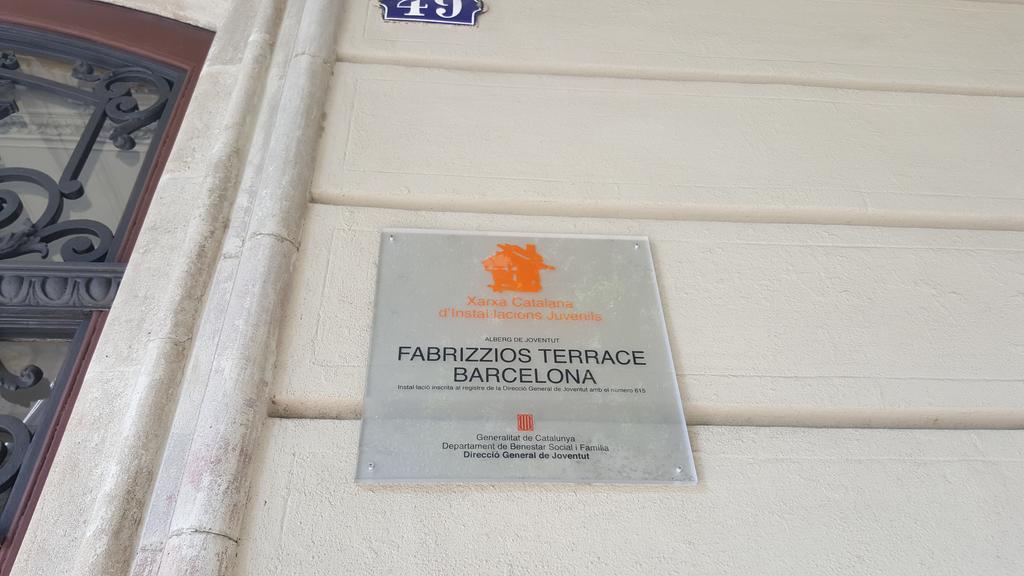 49
Xarxa Catalana
d'Instal·lacions Juvenils
ALBERG DE JOVENTUT
FABRIZZIOS TERRACE
BARCELONA
Instal·lació inscrita al registre de la Direcció General de Joventut amb el número 615
Generalitat de Catalunya
Departament de Benestar Social i Família
Direcció General de Joventut